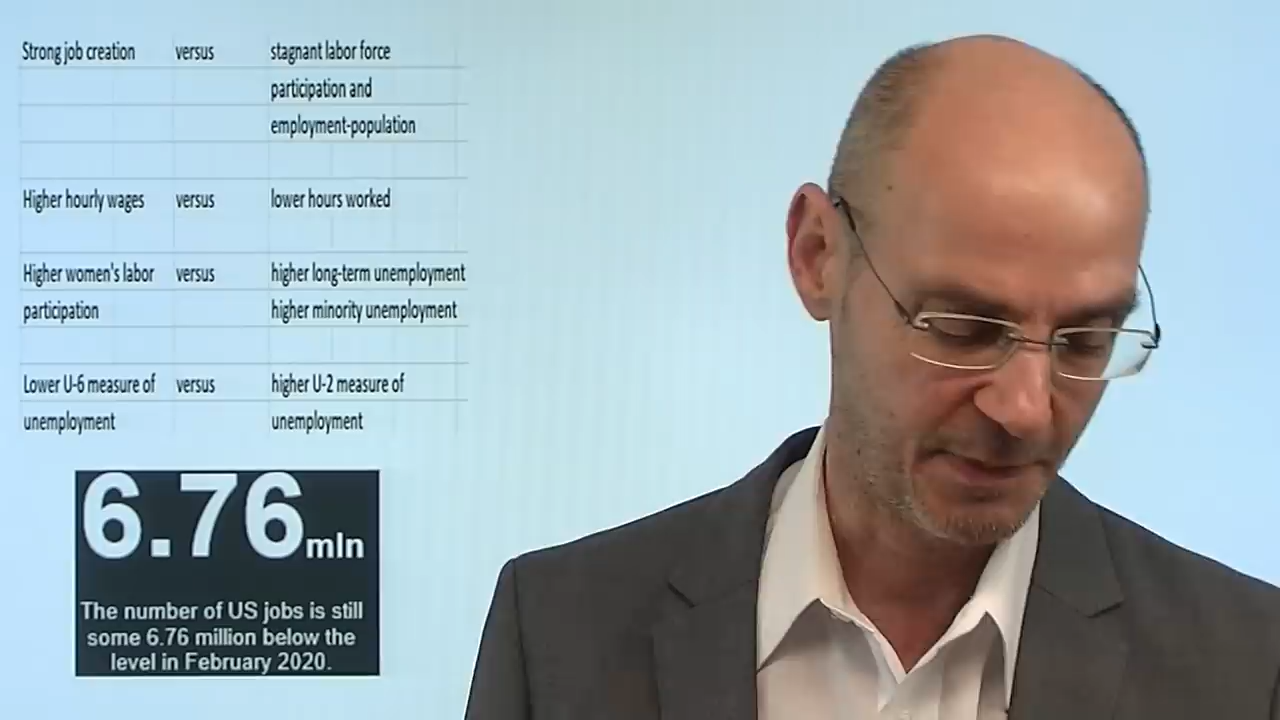 Strong job creation versus stagnant labor force
participation and
employment-population
Higher hourly wages versus lower hours worked
Higher women's labor versus higher long-term unemployment
participation higher minority unemployment
Lower U-6 measure of versus higher U-2 measure of
unemployment unemployment
6.76 mln
The number of US jobs is still
some 6.76 million below the
level in February 2020.